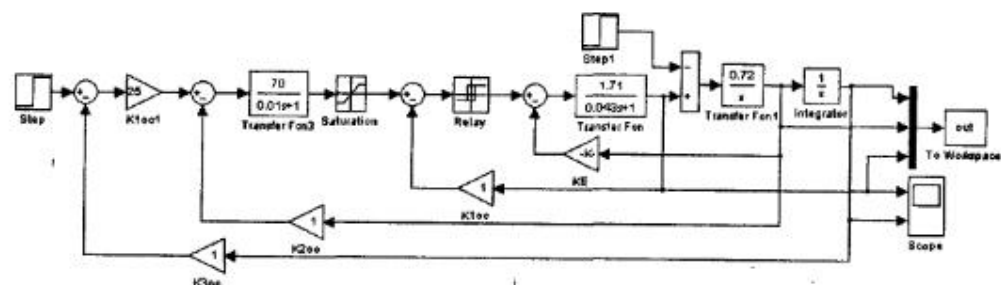 Step
+
-
25
K1oc1
+
-
70
0.01s+1
Transfer Fcn3
Saturation
+
-
Relay
+
-
Step1
1.71
0.043s+1
Transfer Fcn
-
+
0.72
s
Transfer Fcn1
1
s
Integrator
out
To Workspace
Scope
-K-
KE
1
K1oc
1
K2oc
1
K3oc